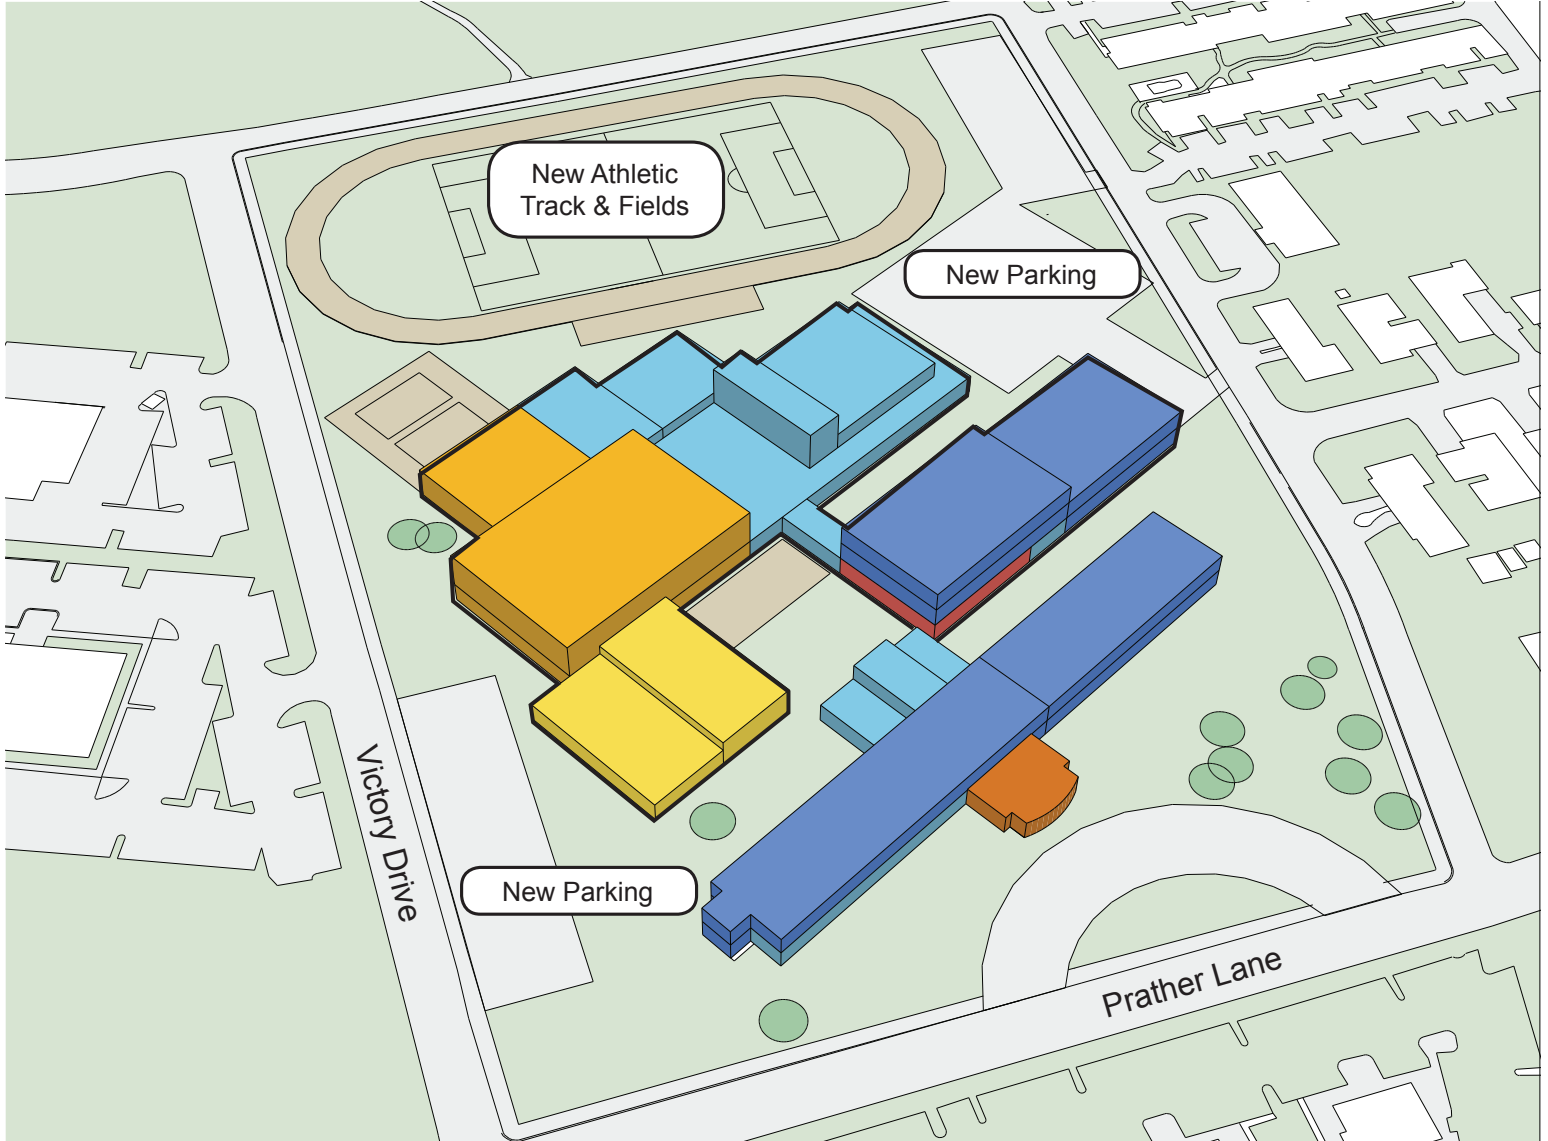 New Athletic
Track & Fields
New Parking
Victory Drive
New Parking
Prather Lane